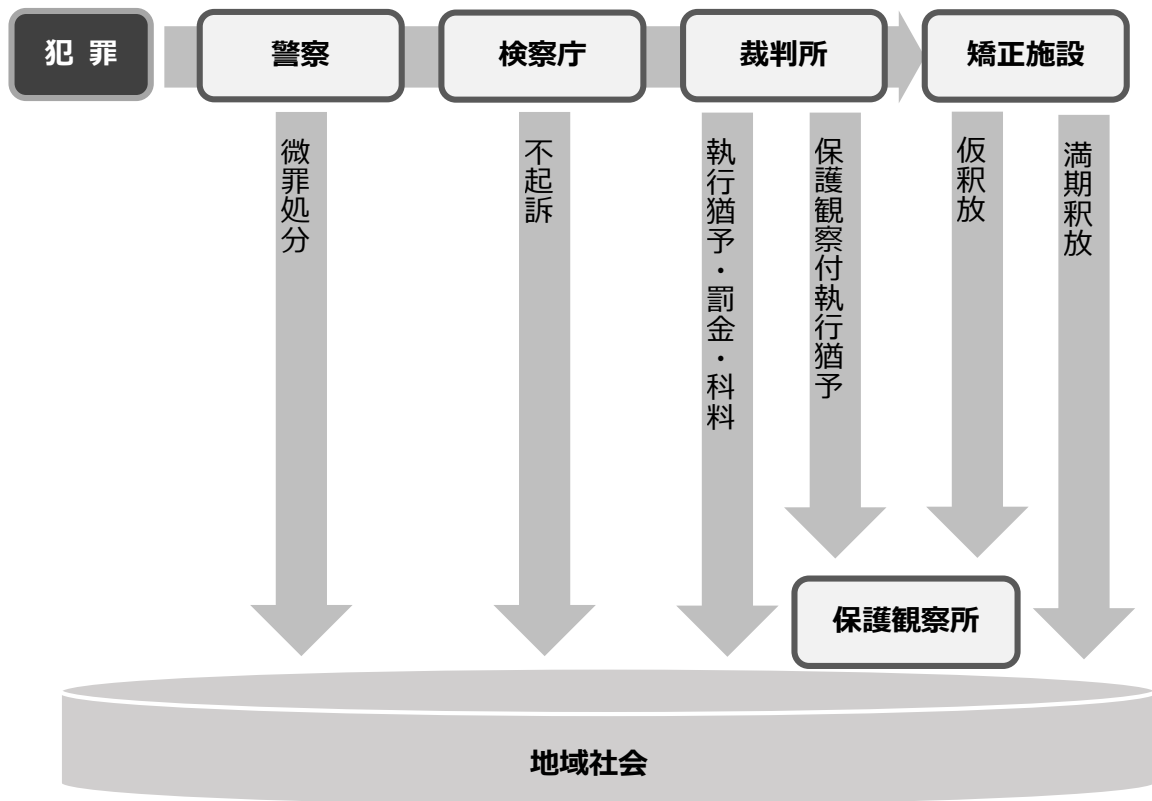 犯 罪
警察
検察庁
裁判所
矯正施設
微罪処分
不起訴
執行猶予・罰金・科料
保護観察付執行猶予
仮釈放
満期釈放
保護観察所
地域社会